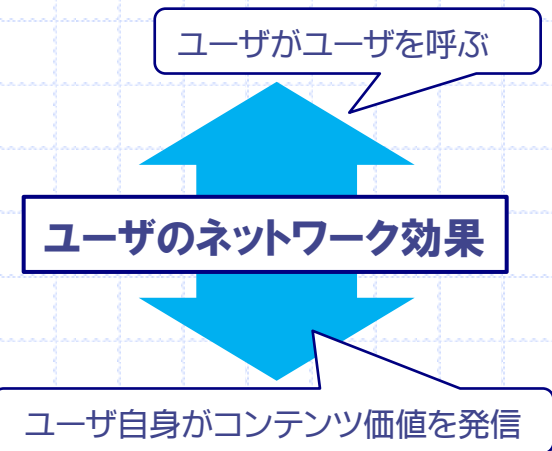 ユーザがユーザを呼ぶ
ユーザのネットワーク効果
ユーザ自身がコンテンツ価値を発信